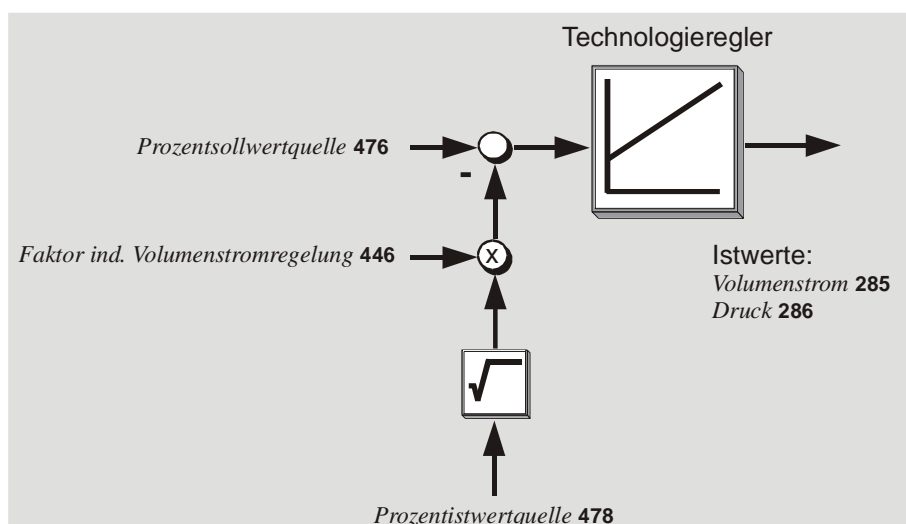 Technologieregler
Prozentsollwertquelle 476
-
Faktor ind. Volumenstromregelung 446
X
Istwerte:
Volumenstrom 285
Druck 286
√
Prozentistwertquelle 478